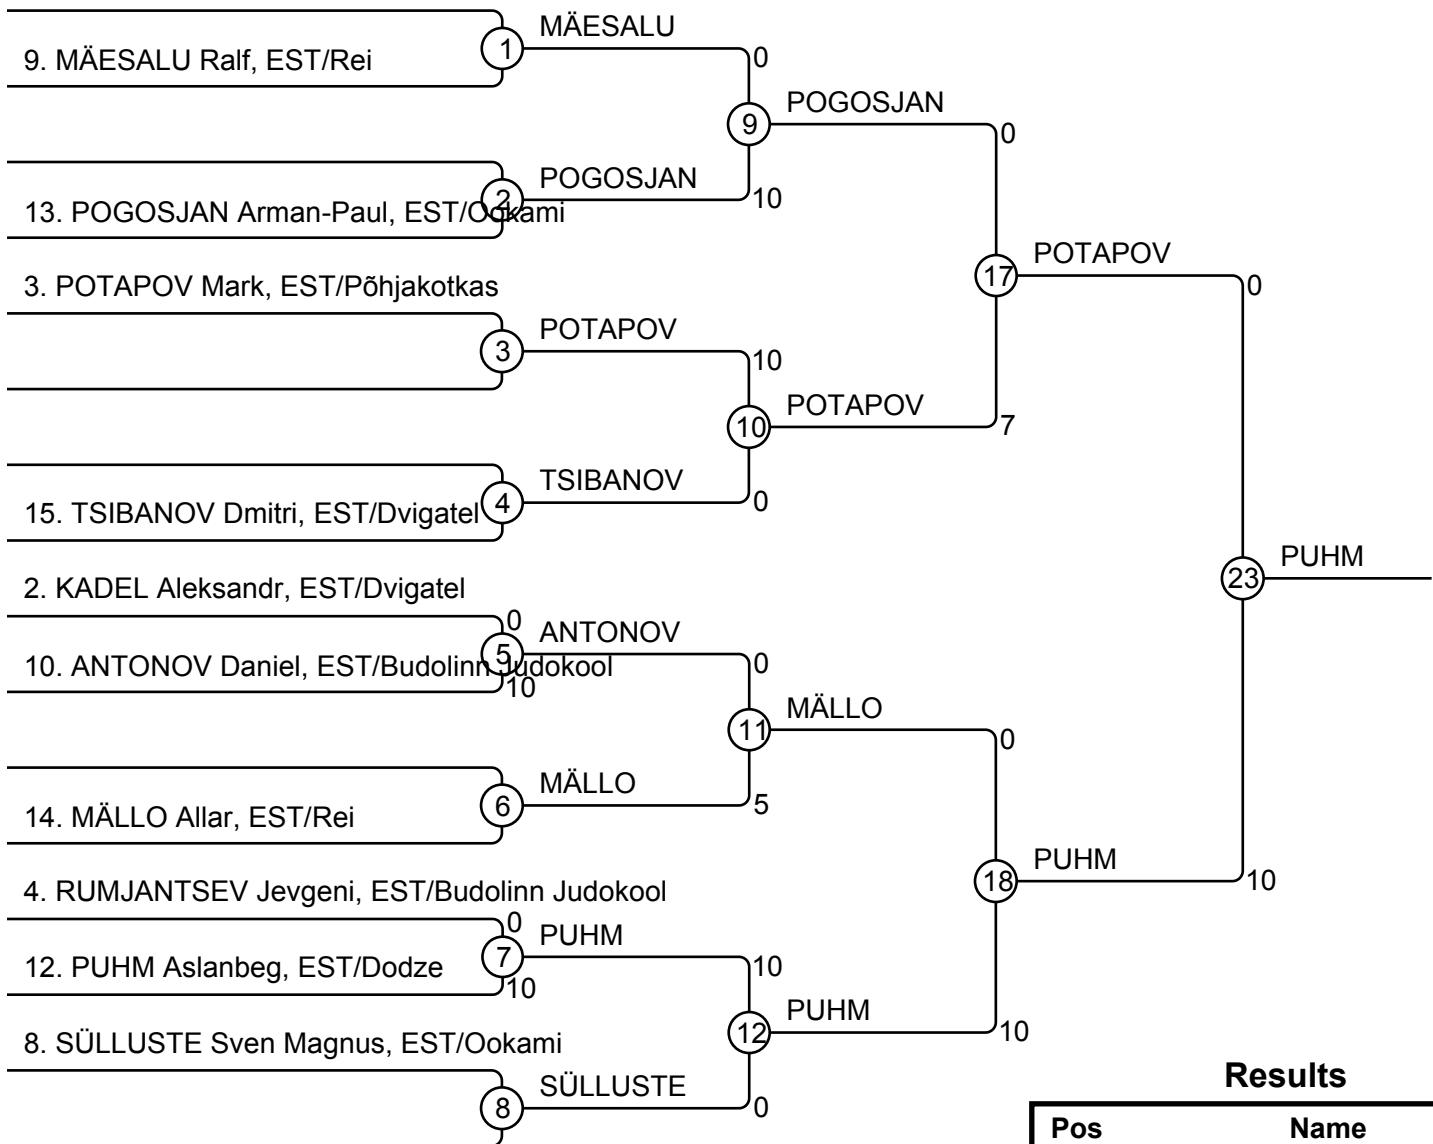 MÄESALU
9. MÄESALU Ralf, EST/Rei
1
0
POGOSJAN
9
0
POGOSJAN
2
10
13. POGOSJAN Arman-Paul, EST/Ookami
POTAPOV
17
0
3. POTAPOV Mark, EST/Põhjakotkas
POTAPOV
3
10
POTAPOV
10
7
TSIBANOV
4
0
15. TSIBANOV Dmitri, EST/Dvigatel
PUHM
23
2. KADEL Aleksandr, EST/Dvigatel
0
ANTONOV
5
0
10. ANTONOV Daniel, EST/Budolinn Judokool
10
MÄLLO
11
0
MÄLLO
6
5
14. MÄLLO Allar, EST/Rei
PUHM
18
10
4. RUMJANTSEV Jevgeni, EST/Budolinn Judokool
0
PUHM
7
10
12. PUHM Aslanbeg, EST/Dodze
10
PUHM
12
10
8. SÜLLUSTE Sven Magnus, EST/Ookami
SÜLLUSTE
8
0
Results
Pos Name